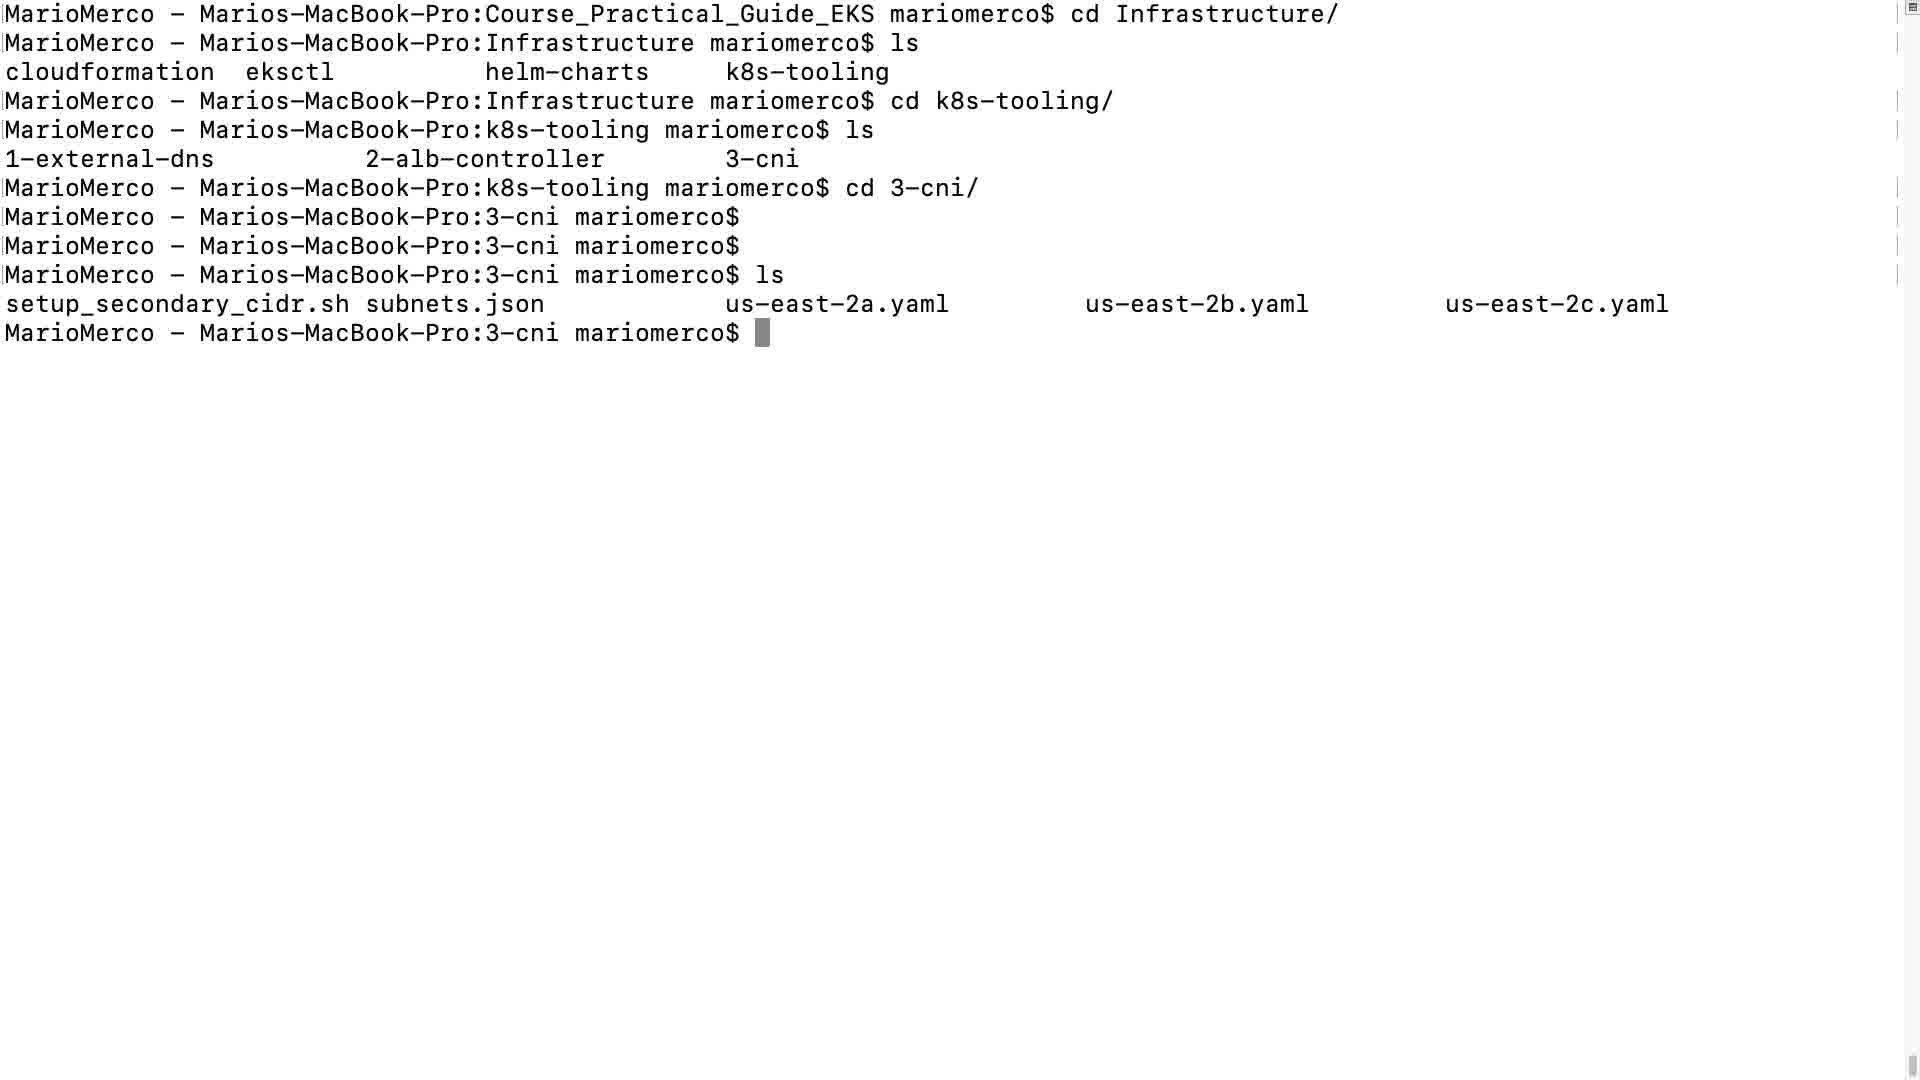 MarioMerco - Marios-MacBook-Pro:Course_Practical_Guide_EKS mariomerco$ cd Infrastructure/
MarioMerco - Marios-MacBook-Pro:Infrastructure mariomerco$ ls
cloudformation  eksctl          helm-charts     k8s-tooling
MarioMerco - Marios-MacBook-Pro:Infrastructure mariomerco$ cd k8s-tooling/
MarioMerco - Marios-MacBook-Pro:k8s-tooling mariomerco$ ls
1-external-dns          2-alb-controller        3-cni
MarioMerco - Marios-MacBook-Pro:k8s-tooling mariomerco$ cd 3-cni/
MarioMerco - Marios-MacBook-Pro:3-cni mariomerco$
MarioMerco - Marios-MacBook-Pro:3-cni mariomerco$
MarioMerco - Marios-MacBook-Pro:3-cni mariomerco$ ls
setup_secondary_cidr.sh subnets.json            us-east-2a.yaml         us-east-2b.yaml         us-east-2c.yaml
MarioMerco - Marios-MacBook-Pro:3-cni mariomerco$